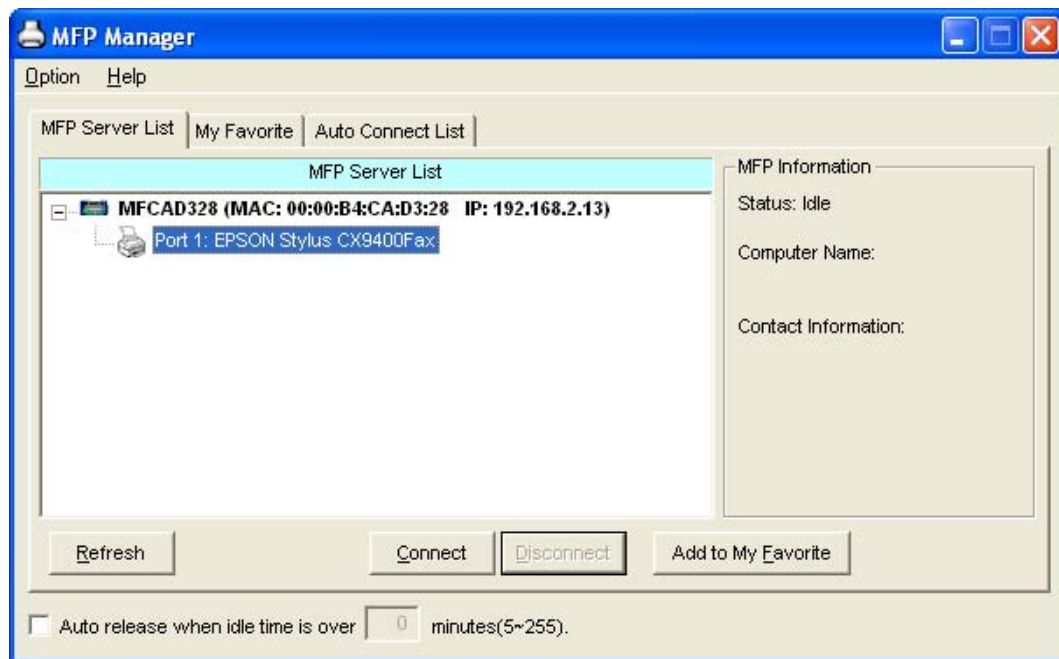 MFP Manager
Option Help
MFP Server List My Favorite Auto Connect List
MFP Server List
MFCAD328 (MAC: 00:00:B4:CA:D3:28 IP: 192.168.2.13)
Port 1: EPSON Stylus CX9400Fax
MFP Information
Status: Idle
Computer Name:
Contact Information:
Refresh Connect Disconnect Add to My Favorite
Auto release when idle time is over 0 minutes(5~255).